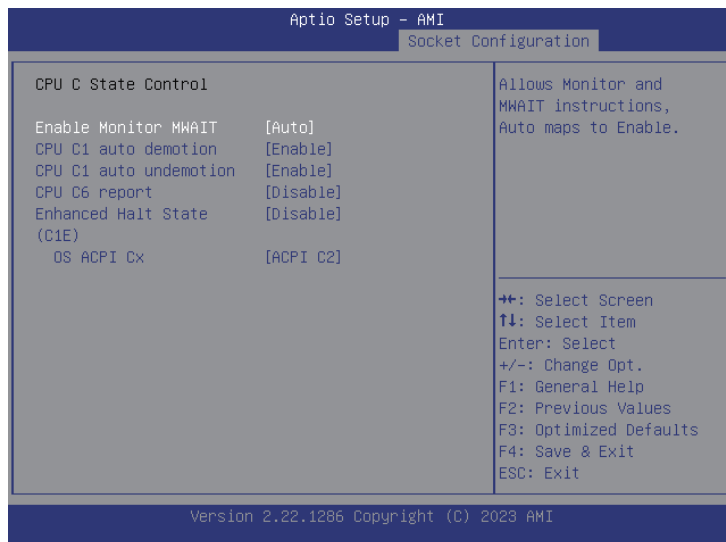 Aptio Setup – AMI
Socket Configuration
CPU C State Control
Enable Monitor MWAIT [Auto]
CPU C1 auto demotion [Enable]
CPU C1 auto undemotion [Enable]
CPU C6 report [Disable]
Enhanced Halt State [Disable]
(C1E)
OS ACPI Cx [ACPI C2]
Allows Monitor and
MWAIT instructions,
Auto maps to Enable.
→←: Select Screen
↑↓: Select Item
Enter: Select
+/-: Change Opt.
F1: General Help
F2: Previous Values
F3: Optimized Defaults
F4: Save & Exit
ESC: Exit
Version 2.22.1286 Copyright (C) 2023 AMI